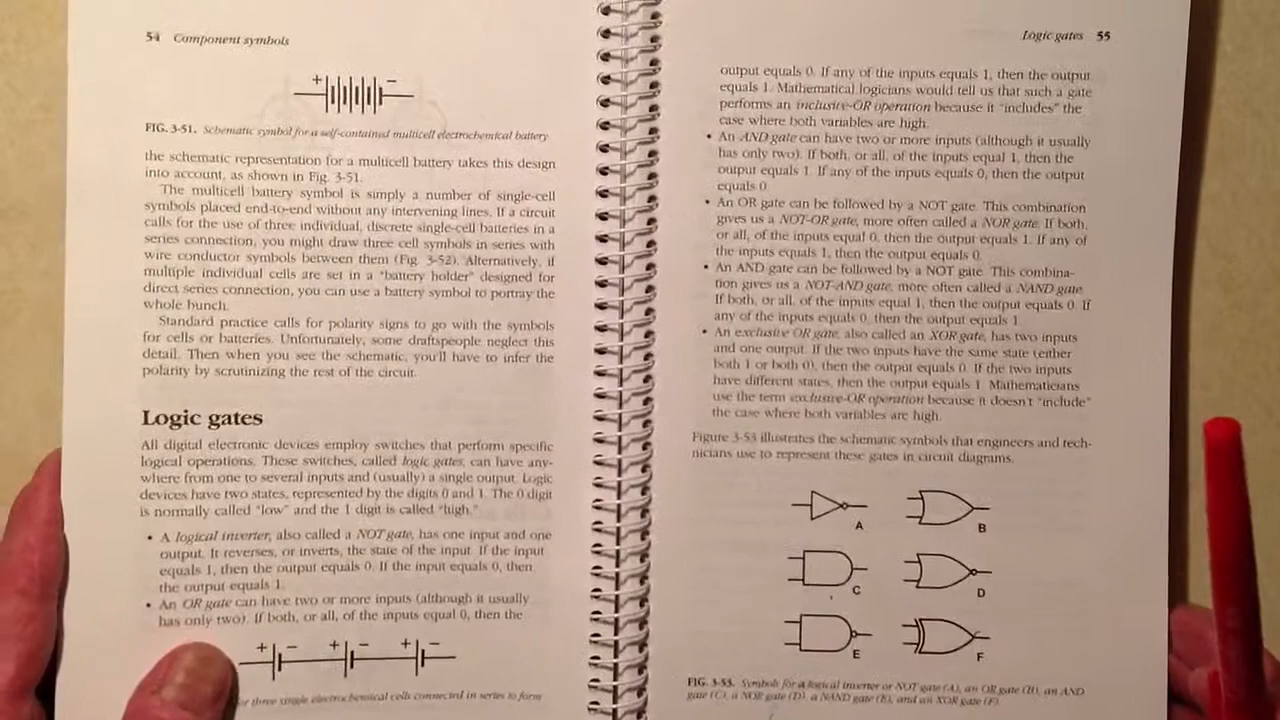 54 Component symbols
+ −
FIG. 3-51. Schematic symbol for a self-contained multicell electrochemical battery.
the schematic representation for a multicell battery takes this design
into account, as shown in Fig. 3-51.
The multicell battery symbol is simply a number of single-cell
symbols placed end-to-end without any intervening lines. If a circuit
calls for the use of three individual, discrete single-cell batteries in a
series connection, you might draw three cell symbols in series with
wire conductor symbols between them (Fig. 3-52). Alternatively, if
multiple individual cells are set in a "battery holder" designed for
direct series connection, you can use a battery symbol to portray the
whole bunch.
Standard practice calls for polarity signs to go with the symbols
for cells or batteries. Unfortunately, some draftspeople neglect this
detail. Then when you see the schematic, you'll have to infer the
polarity by scrutinizing the rest of the circuit.
Logic gates
All digital electronic devices employ switches that perform specific
logical operations. These switches, called logic gates, can have any-
where from one to several inputs and (usually) a single output. Logic
devices have two states, represented by the digits 0 and 1. The 0 digit
is normally called "low" and the 1 digit is called "high."
• A logical inverter, also called a NOT gate, has one input and one
output. It reverses, or inverts, the state of the input. If the input
equals 1, then the output equals 0. If the input equals 0, then
the output equals 1.
• An OR gate can have two or more inputs (although it usually
has only two). If both, or all, of the inputs equal 0, then the
+ − + − + −
for three single electrochemical cells connected in series to form
Logic gates 55
output equals 0. If any of the inputs equals 1, then the output
equals 1. Mathematical logicians would tell us that such a gate
performs an inclusive-OR operation because it "includes" the
case where both variables are high.
• An AND gate can have two or more inputs (although it usually
has only two). If both, or all, of the inputs equal 1, then the
output equals 1. If any of the inputs equals 0, then the output
equals 0.
• An OR gate can be followed by a NOT gate. This combination
gives us a NOT-OR gate, more often called a NOR gate. If both,
or all, of the inputs equal 0, then the output equals 1. If any of
the inputs equals 1, then the output equals 0.
• An AND gate can be followed by a NOT gate. This combina-
tion gives us a NOT-AND gate, more often called a NAND gate.
If both, or all, of the inputs equal 1, then the output equals 0. If
any of the inputs equals 0, then the output equals 1.
• An exclusive OR gate, also called an XOR gate, has two inputs
and one output. If the two inputs have the same state (either
both 1 or both 0), then the output equals 0. If the two inputs
have different states, then the output equals 1. Mathematicians
use the term exclusive-OR operation because it doesn't "include"
the case where both variables are high.
Figure 3-53 illustrates the schematic symbols that engineers and tech-
nicians use to represent these gates in circuit diagrams.
A B
C D
E F
FIG. 3-53. Symbols for a logical inverter or NOT gate (A), an OR gate (B), an AND
gate (C), a NOR gate (D), a NAND gate (E), and an XOR gate (F).